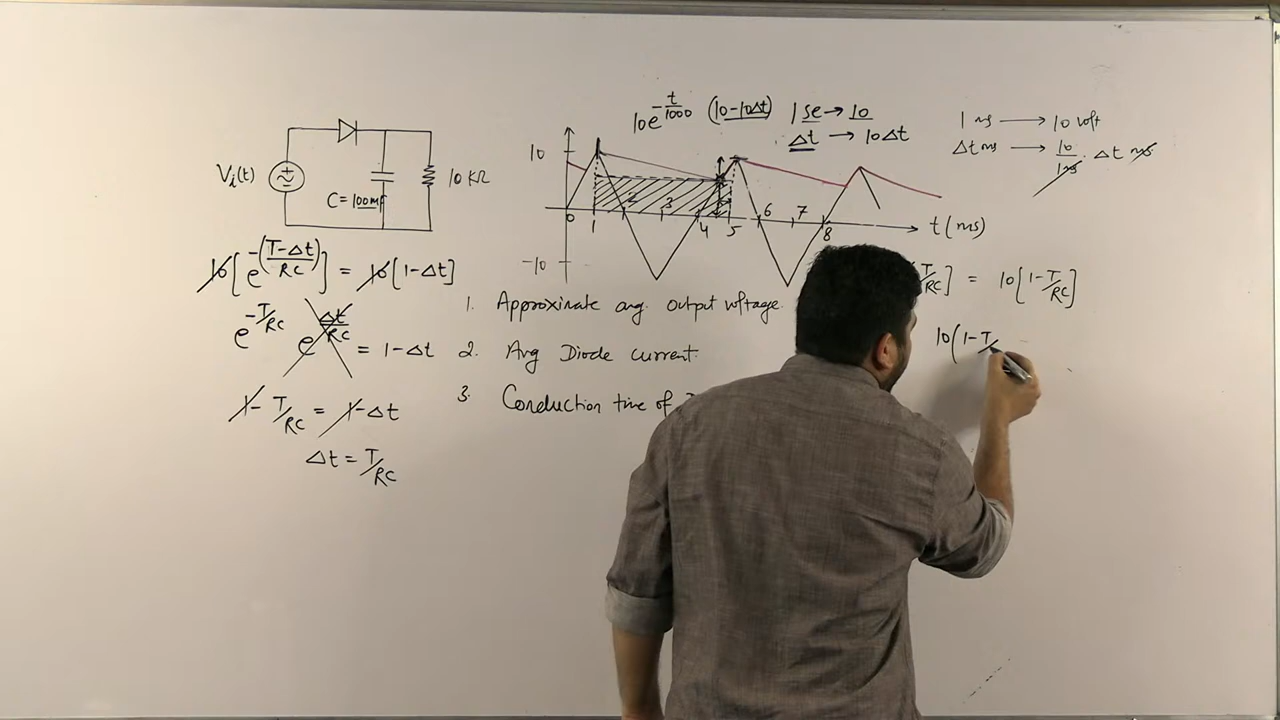 10e^{-t/1000} (10-10Δt) 1 se → 10
Δt → 10Δt
1 ms → 10 volt
Δt ms → 10/1ms · Δt ms
Vi(t)
C = 100mF
10 KΩ
10
-10
0 1 2 3 4 5 6 7 8
t (ms)
10[e^{-(T-Δt)/RC}] = 10[1-Δt]
e^{-T/RC} e^{Δt/RC} = 1-Δt
1 - T/RC = 1-Δt
Δt = T/RC
1. Approximate avg. output voltage.
2. Avg Diode current.
3. Conduction time of
T/RC] = 10[1-T/RC]
10(1-T/